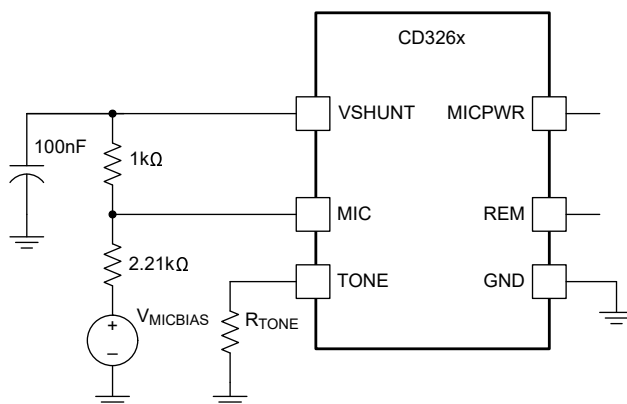 CD326x
VSHUNT
MICPWR
100nF
1kΩ
MIC
REM
2.21kΩ
TONE
GND
VMICBIAS
RTONE
+
–